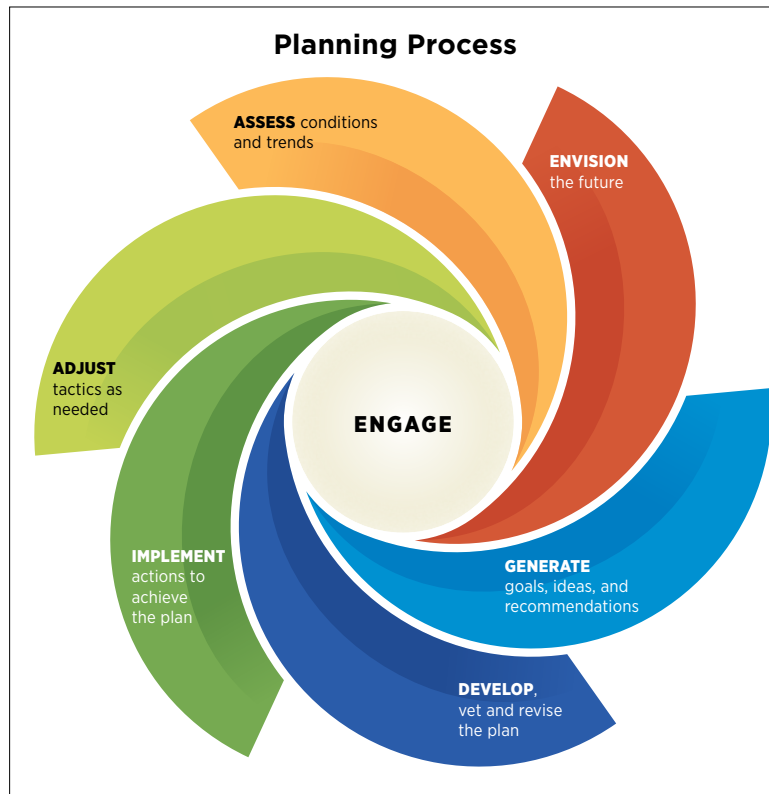 Planning Process
ASSESS conditions
and trends
ENVISION
the future
GENERATE
goals, ideas, and
recommendations
DEVELOP,
vet and revise
the plan
IMPLEMENT
actions to
achieve
the plan
ADJUST
tactics as
needed
ENGAGE